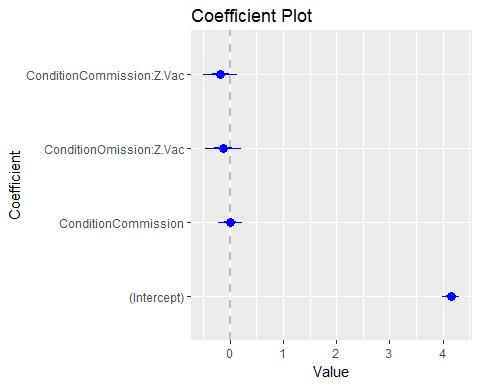 Coefficient Plot
ConditionCommission:Z.Vac
ConditionOmission:Z.Vac
ConditionCommission
(Intercept)
Coefficient
0 1 2 3 4
Value